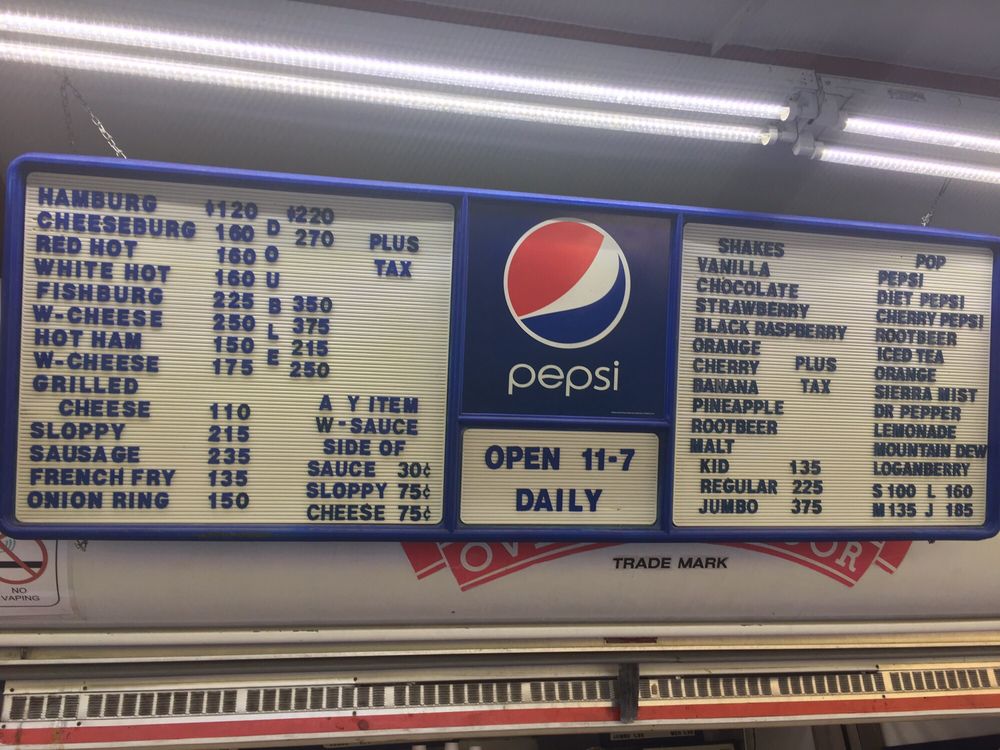 HAMBURG $120 D $220
CHEESEBURG 160 O 270 PLUS
RED HOT 160 U TAX
WHITE HOT 160
FISHBURG 225 B 350
W-CHEESE 250 L 375
HOT HAM 150 E 215
W-CHEESE 175 250
GRILLED
CHEESE 110
SLOPPY 215
SAUSAGE 235
FRENCH FRY 135
ONION RING 150
A Y ITEM
W-SAUCE
SIDE OF
SAUCE 30¢
SLOPPY 75¢
CHEESE 75¢
pepsi
OPEN 11-7
DAILY
SHAKES
VANILLA
CHOCOLATE
STRAWBERRY
BLACK RASPBERRY
ORANGE
CHERRY PLUS
BANANA TAX
PINEAPPLE
ROOTBEER
MALT
KID 135
REGULAR 225
JUMBO 375
POP
PEPSI
DIET PEPSI
CHERRY PEPSI
ROOTBEER
ICED TEA
ORANGE
SIERRA MIST
DR PEPPER
LEMONADE
MOUNTAIN DEW
LOGANBERRY
S 100 L 160
M 135 J 185
TRADE MARK
NO
VAPING